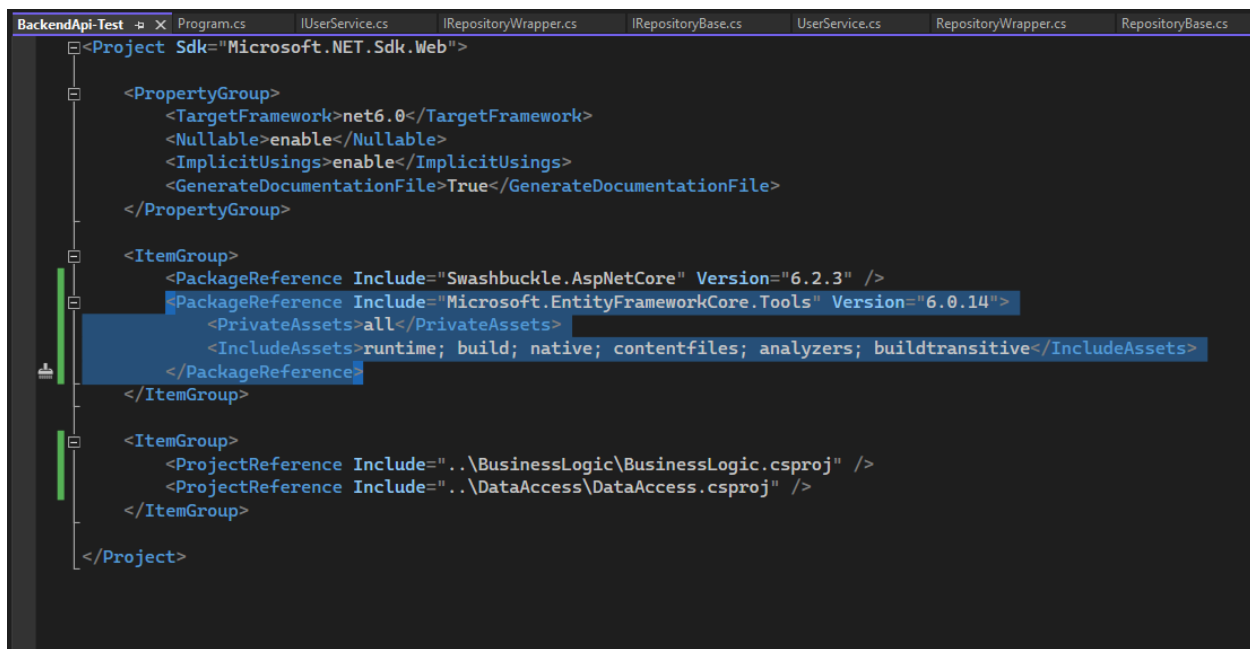 BackendApi-Test Program.cs IUserService.cs IRepositoryWrapper.cs IRepositoryBase.cs UserService.cs RepositoryWrapper.cs RepositoryBase.cs
<Project Sdk="Microsoft.NET.Sdk.Web">
<PropertyGroup>
<TargetFramework>net6.0</TargetFramework>
<Nullable>enable</Nullable>
<ImplicitUsings>enable</ImplicitUsings>
<GenerateDocumentationFile>True</GenerateDocumentationFile>
</PropertyGroup>
<ItemGroup>
<PackageReference Include="Swashbuckle.AspNetCore" Version="6.2.3" />
<PackageReference Include="Microsoft.EntityFrameworkCore.Tools" Version="6.0.14">
<PrivateAssets>all</PrivateAssets>
<IncludeAssets>runtime; build; native; contentfiles; analyzers; buildtransitive</IncludeAssets>
</PackageReference>
</ItemGroup>
<ItemGroup>
<ProjectReference Include="..\BusinessLogic\BusinessLogic.csproj" />
<ProjectReference Include="..\DataAccess\DataAccess.csproj" />
</ItemGroup>
</Project>